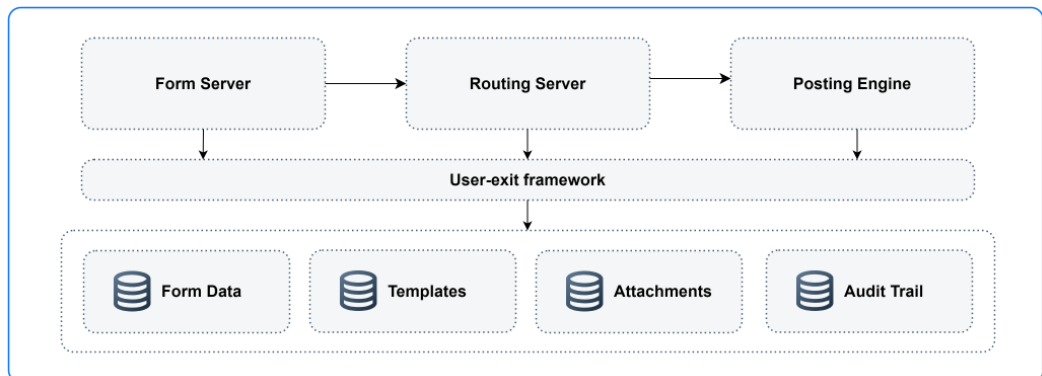 Form Server
Routing Server
Posting Engine
User-exit framework
Form Data
Templates
Attachments
Audit Trail